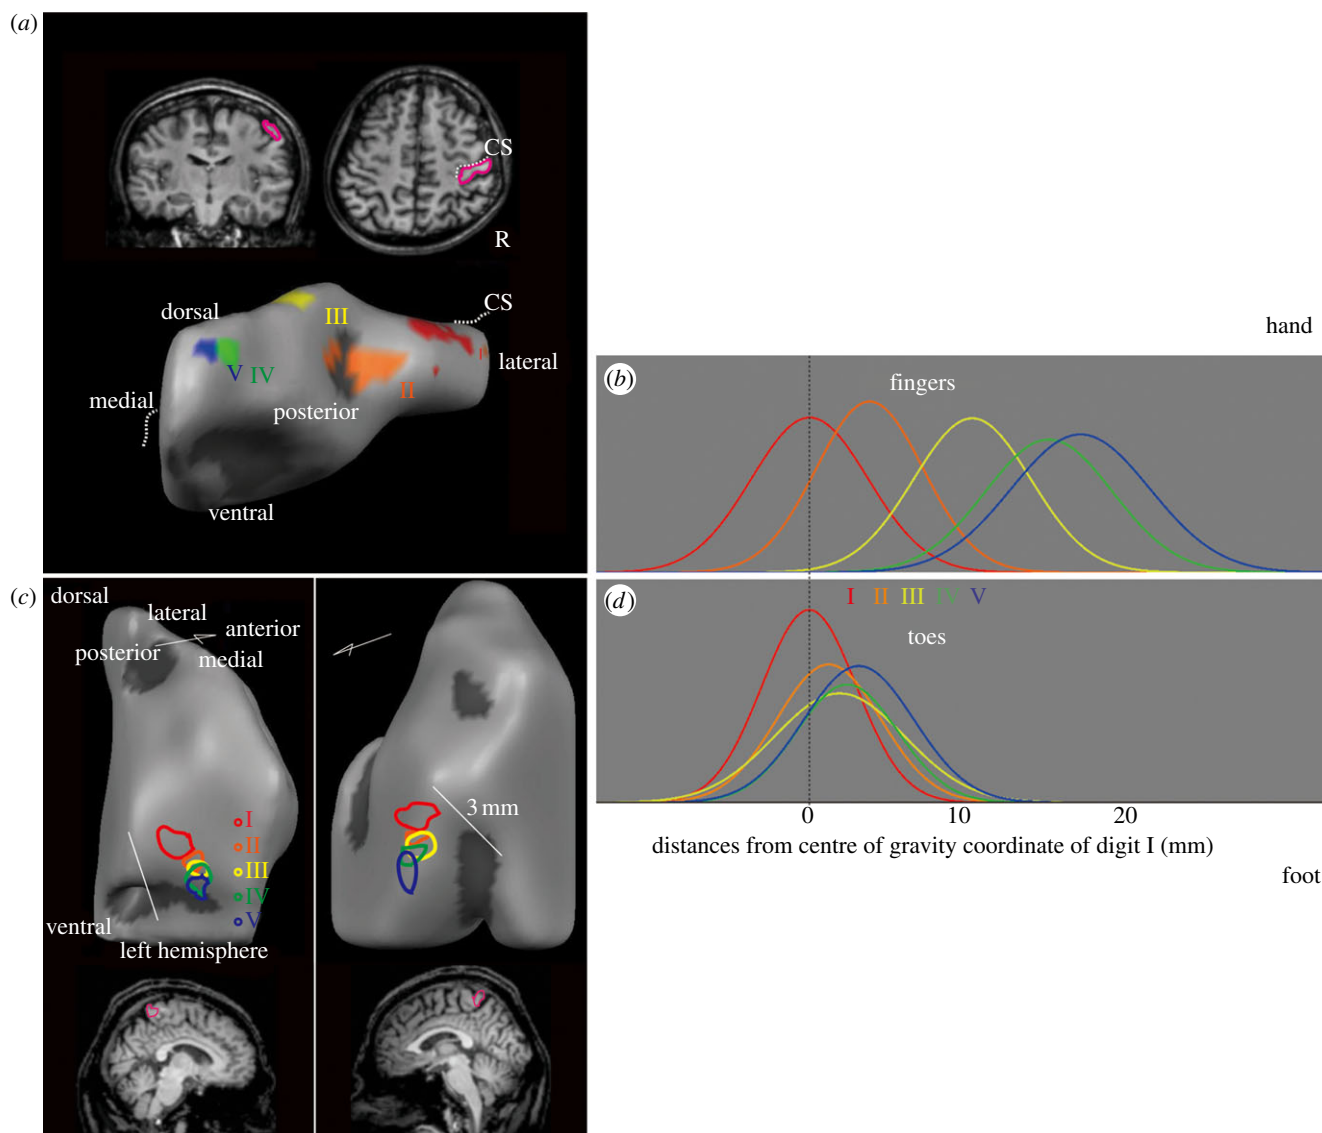 (a)
CS
R
dorsal
III
CS
lateral
V IV
II
medial
posterior
ventral
hand
(b)
fingers
(c)
dorsal
lateral
anterior
posterior
medial
I
II
III
IV
V
ventral
left hemisphere
3 mm
(d)
I II III IV V
toes
0 10 20
distances from centre of gravity coordinate of digit I (mm)
foot